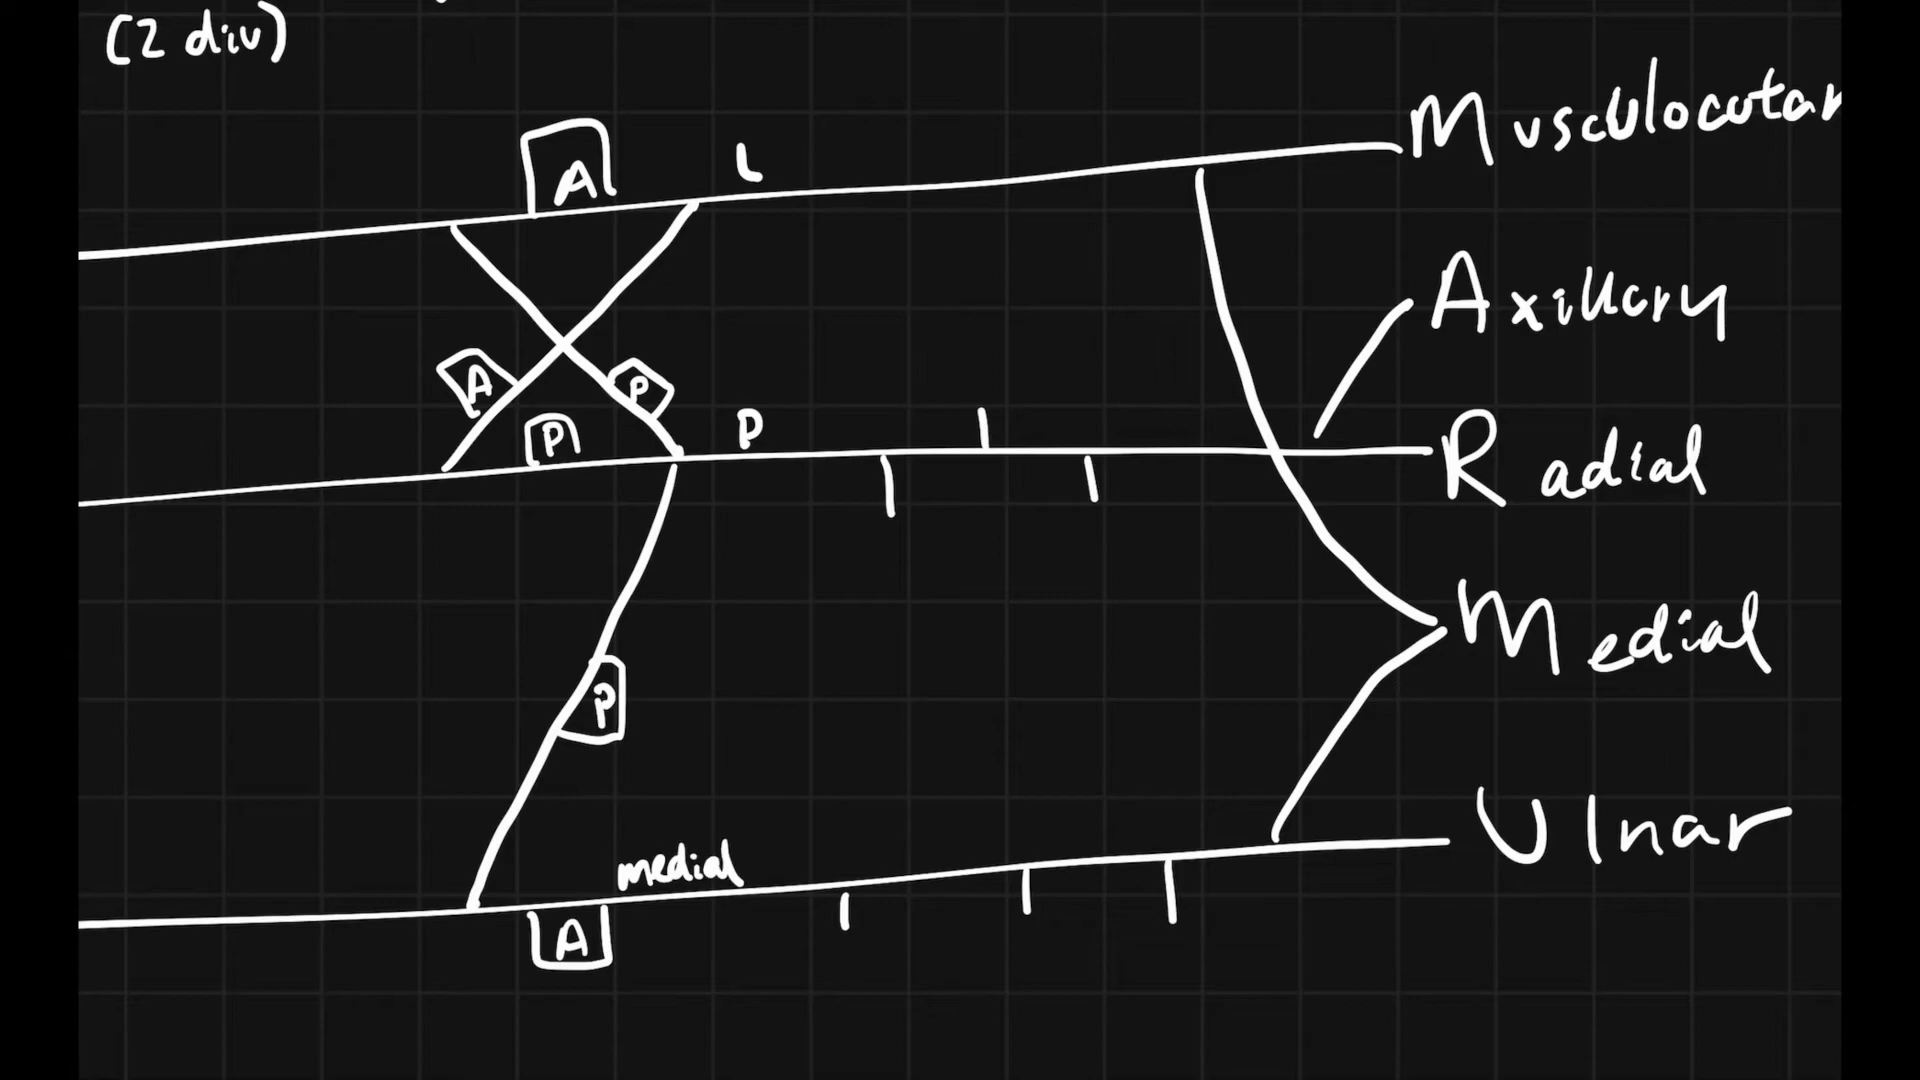 (2 div)
Musculocutan
A
L
Axillary
A
P
P
P
Radial
Medial
P
Ulnar
medial
A